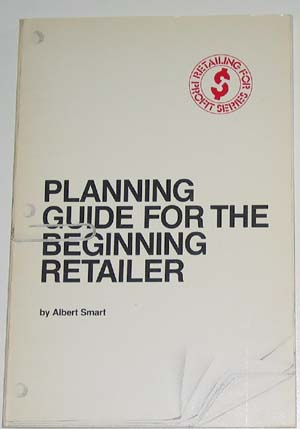 RETAILING FOR
PROFIT SERIES
$
PLANNING
GUIDE FOR THE
BEGINNING
RETAILER
by Albert Smart